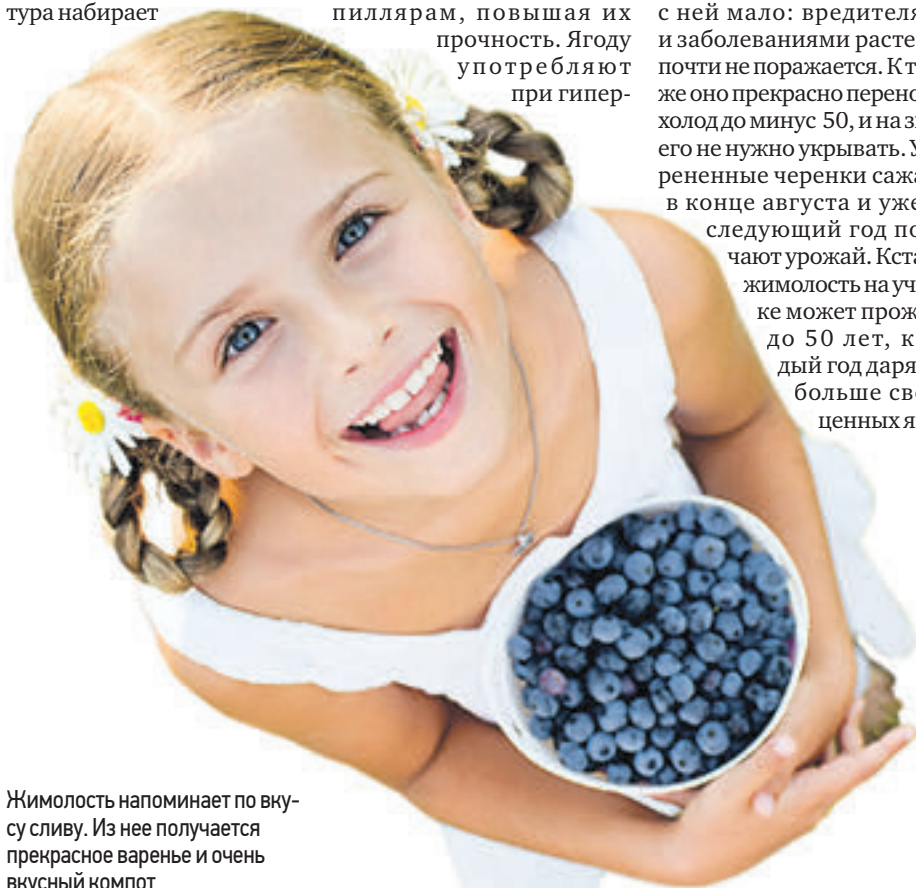 тура набирает
пиллярам, повышая их
прочность. Ягоду
употребляют
при гипер-
с ней мало: вредителя
и заболеваниями расте
почти не поражается. К т
же оно прекрасно перено
холод до минус 50, и на з
его не нужно укрывать. У
рененные черенки сажа
в конце августа и уже
следующий год по
чают урожай. Кста
жимолость на уч
ке может прож
до 50 лет, к
дый год даря
больше сво
ценных я
Жимолость напоминает по вку-
су сливу. Из нее получается
прекрасное варенье и очень
вкусный компот